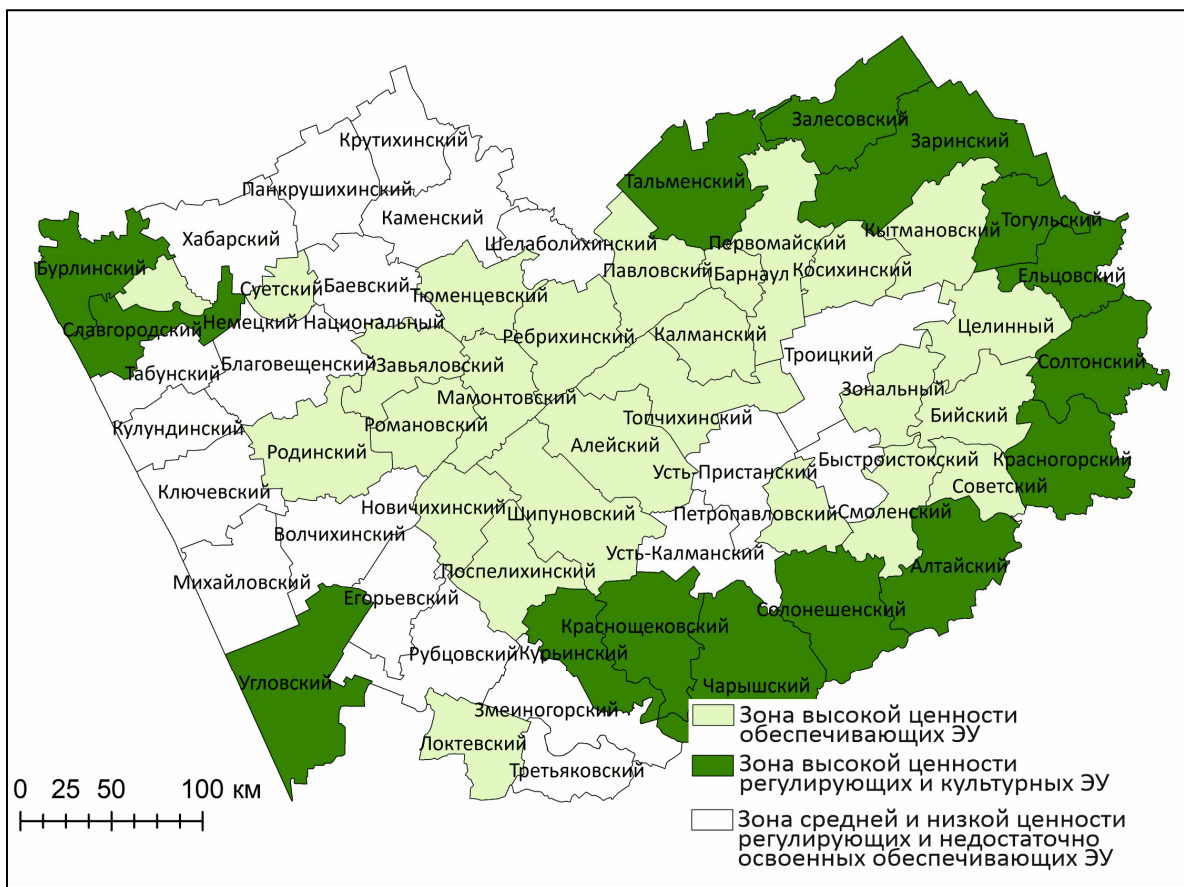 Залесовский
Крутихинский
Заринский
Тальменский
Панкрушихинский
Каменский
Тогульский
Кытмановский
Хабарский
Шелаболихинский
Первомайский
Бурлинский
Павловский
Барнаул
Косихинский
Ельцовский
Суетский
Баевский
Тюменцевский
Славгородский
Немецкий Национальный
Целинный
Ребрихинский
Калманский
Троицкий
Солтонский
Табунский
Благовещенский
Завьяловский
Зональный
Мамонтовский
Кулундинский
Романовский
Топчихинский
Бийский
Родинский
Алейский
Усть-Пристанский
Быстроистокский
Красногорский
Ключевский
Советский
Новичихинский
Шипуновский
Петропавловский
Смоленский
Волчихинский
Усть-Калманский
Алтайский
Михайловский
Поспелихинский
Егорьевский
Солонешенский
Краснощековский
Рубцовский
Курьинский
Угловский
Чарышский
Змеиногорский
Локтевский
Третьяковский
Зона высокой ценности
обеспечивающих ЭУ
Зона высокой ценности
регулирующих и культурных ЭУ
Зона средней и низкой ценности
регулирующих и недостаточно
освоенных обеспечивающих ЭУ
0 25 50 100 км